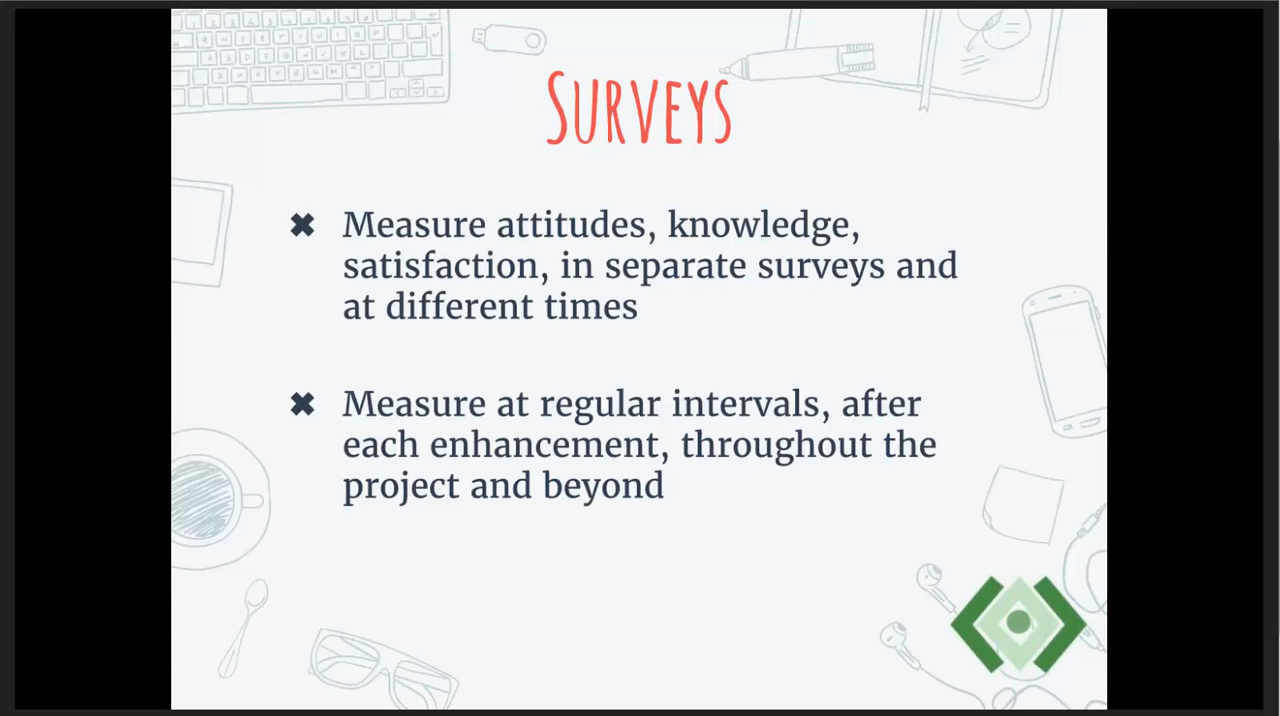 SURVEYS
✖ Measure attitudes, knowledge,
satisfaction, in separate surveys and
at different times
✖ Measure at regular intervals, after
each enhancement, throughout the
project and beyond